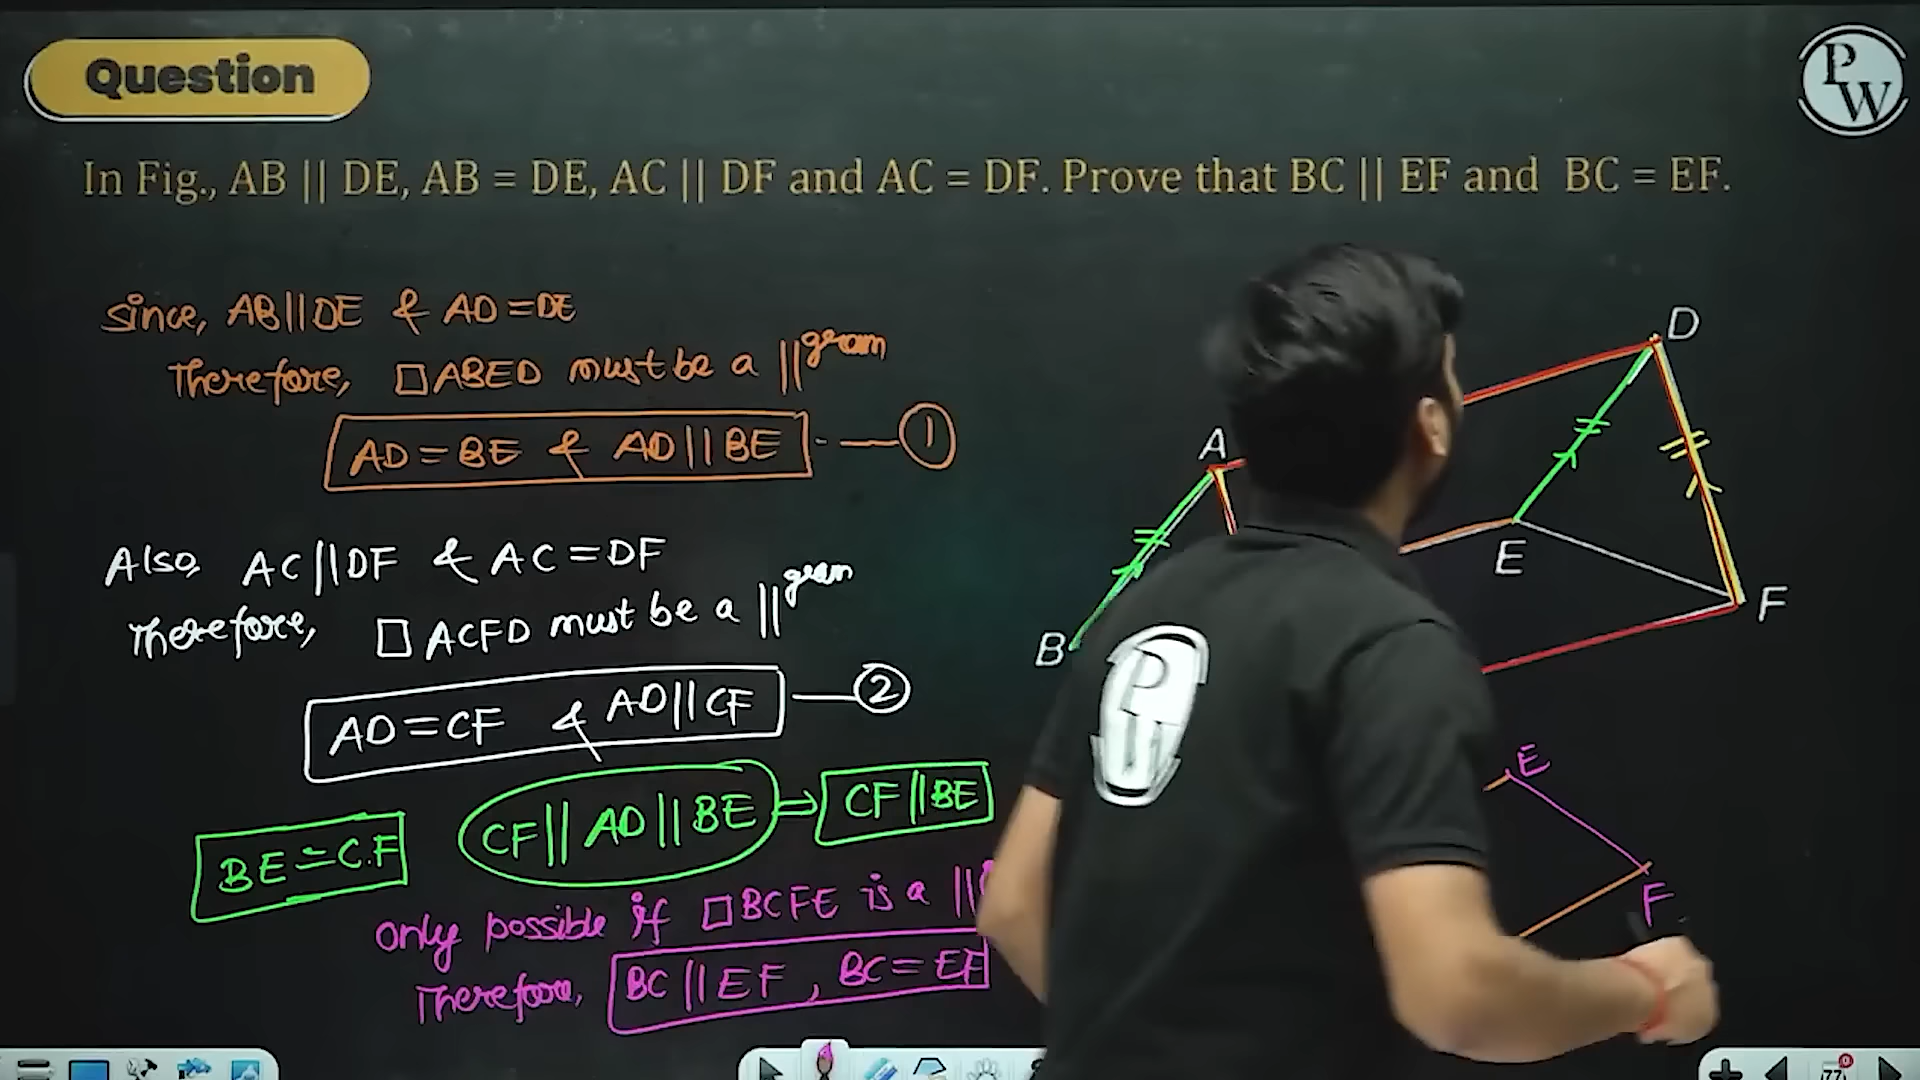 Question
PW
In Fig., AB || DE, AB = DE, AC || DF and AC = DF. Prove that BC || EF and BC = EF.
Since, AB||DE & AD=DE
Therefore, □ABED must be a ||gram
AD=BE & AD||BE — ①
Also, AC||DF & AC=DF
Therefore, □ACFD must be a ||gram
AD=CF & AD||CF — ②
BE=C.F CF||AD||BE ⇒ CF||BE
Only possible if □BCFE is a ||
Therefore, BC||EF, BC=EF
D
A
E
F
B
PW
E
F
77